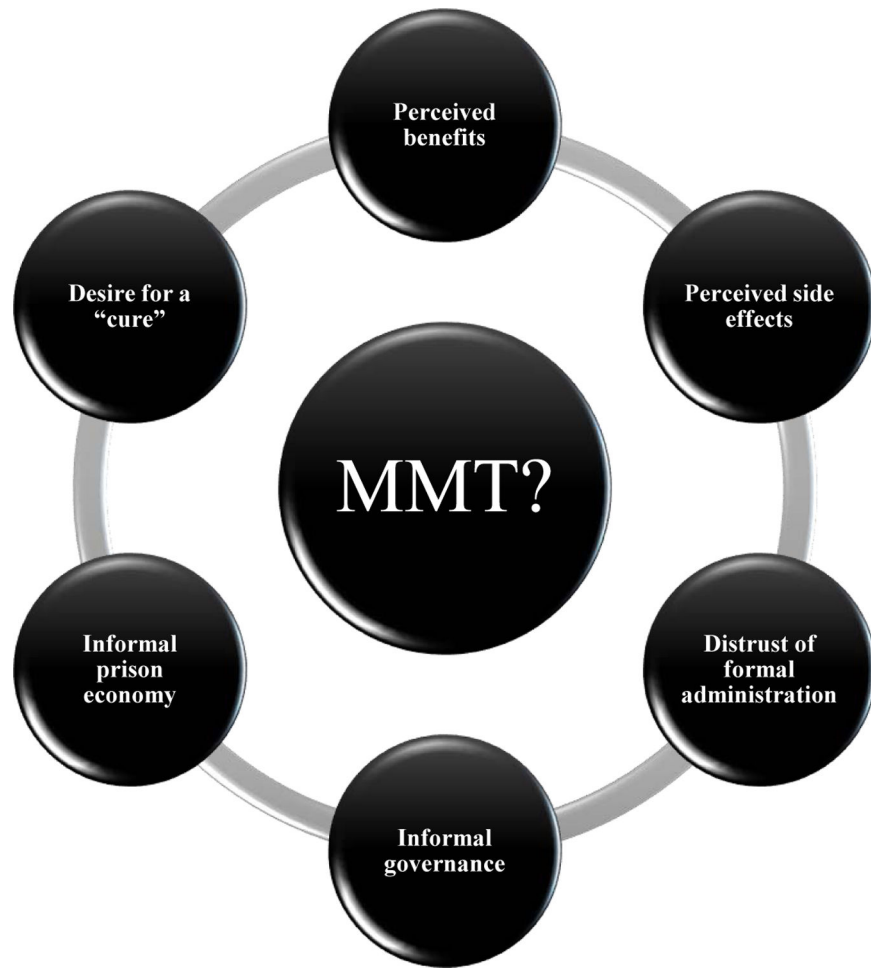 Perceived
benefits
Perceived side
effects
Distrust of
formal
administration
Informal
governance
Informal
prison
economy
Desire for a
“cure”
MMT?